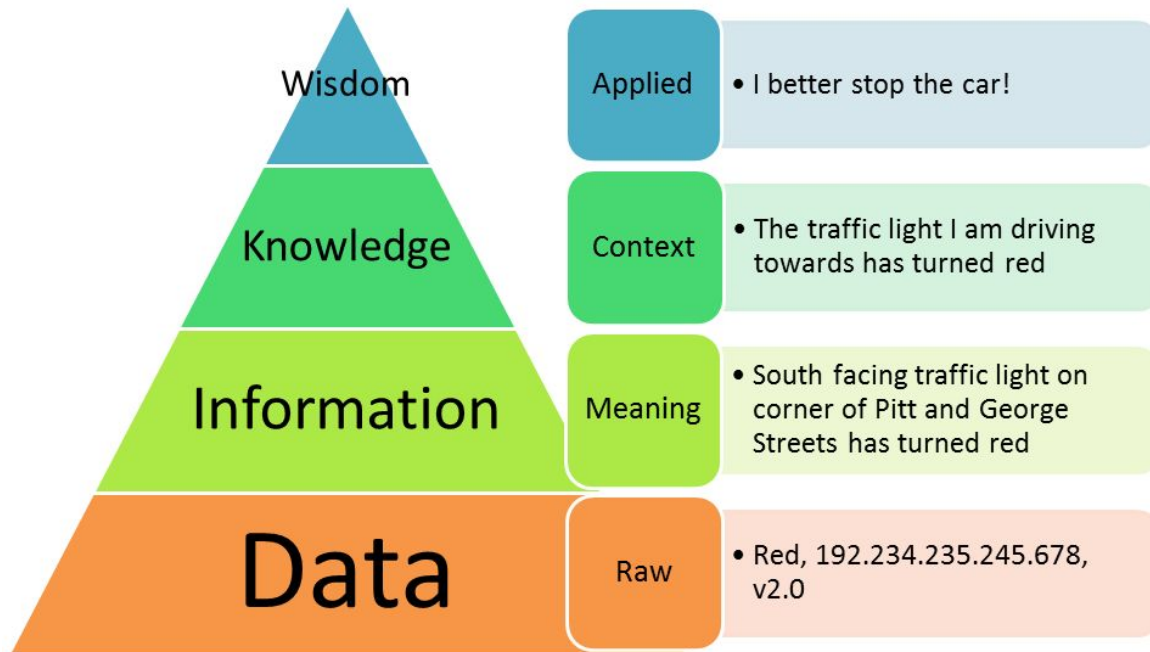 Wisdom
Applied
• I better stop the car!
Knowledge
Context
• The traffic light I am driving
towards has turned red
Information
Meaning
• South facing traffic light on
corner of Pitt and George
Streets has turned red
Data
Raw
• Red, 192.234.235.245.678,
v2.0